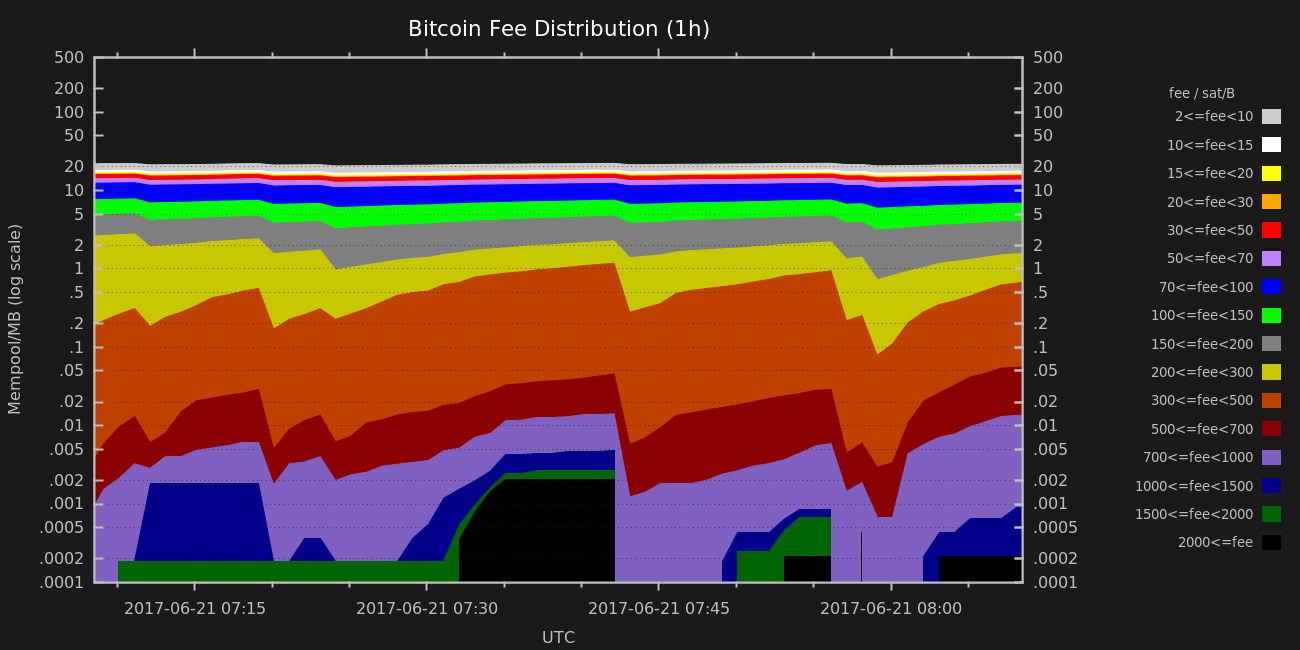 Bitcoin Fee Distribution (1h)
500 500
200 200
100 100
50 50
20 20
10 10
5 5
2 2
1 1
.5 .5
.2 .2
.1 .1
.05 .05
.02 .02
.01 .01
.005 .005
.002 .002
.001 .001
.0005 .0005
.0002 .0002
.0001 .0001
Mempool/MB (log scale)
2017-06-21 07:15 2017-06-21 07:30 2017-06-21 07:45 2017-06-21 08:00
UTC
fee / sat/B
2<=fee<10
10<=fee<15
15<=fee<20
20<=fee<30
30<=fee<50
50<=fee<70
70<=fee<100
100<=fee<150
150<=fee<200
200<=fee<300
300<=fee<500
500<=fee<700
700<=fee<1000
1000<=fee<1500
1500<=fee<2000
2000<=fee